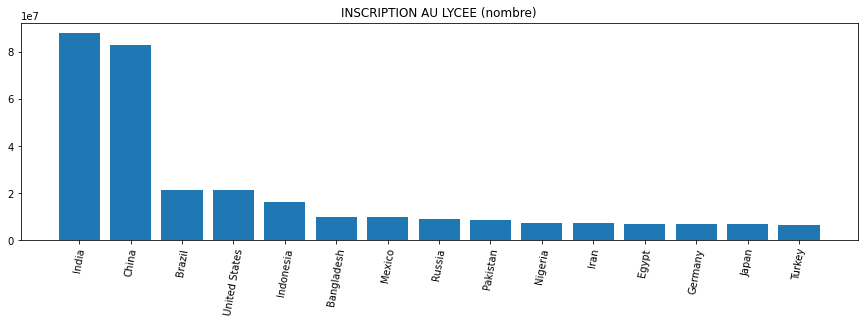 INSCRIPTION AU LYCEE (nombre)
1e7
8
6
4
2
0
India
China
Brazil
United States
Indonesia
Bangladesh
Mexico
Russia
Pakistan
Nigeria
Iran
Egypt
Germany
Japan
Turkey